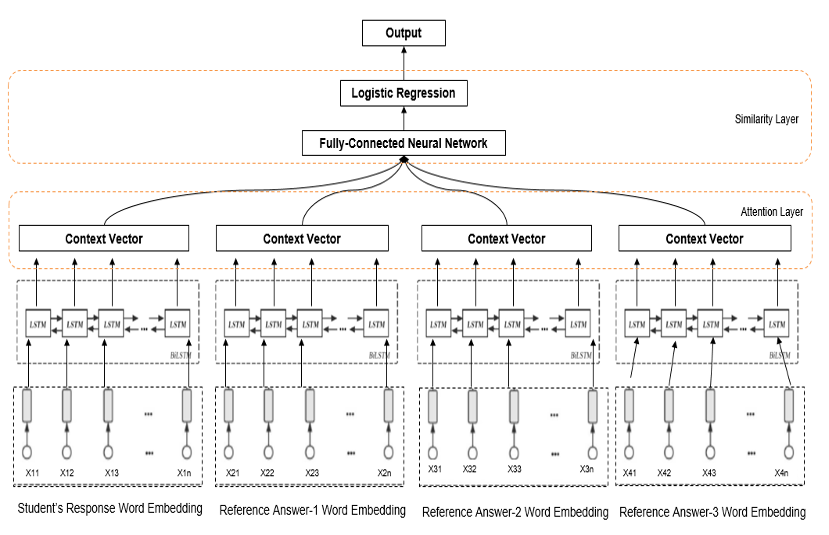 Output
Logistic Regression
Similarity Layer
Fully-Connected Neural Network
Attention Layer
Context Vector Context Vector Context Vector Context Vector
LSTM LSTM LSTM ... LSTM LSTM LSTM LSTM ... LSTM LSTM LSTM LSTM ... LSTM LSTM LSTM LSTM ... LSTM
BiLSTM BiLSTM BiLSTM BiLSTM
... ... ... ...
... ... ... ...
X11 X12 X13 X1n X21 X22 X23 X2n X31 X32 X33 X3n X41 X42 X43 X4n
Student's Response Word Embedding Reference Answer-1 Word Embedding Reference Answer-2 Word Embedding Reference Answer-3 Word Embedding